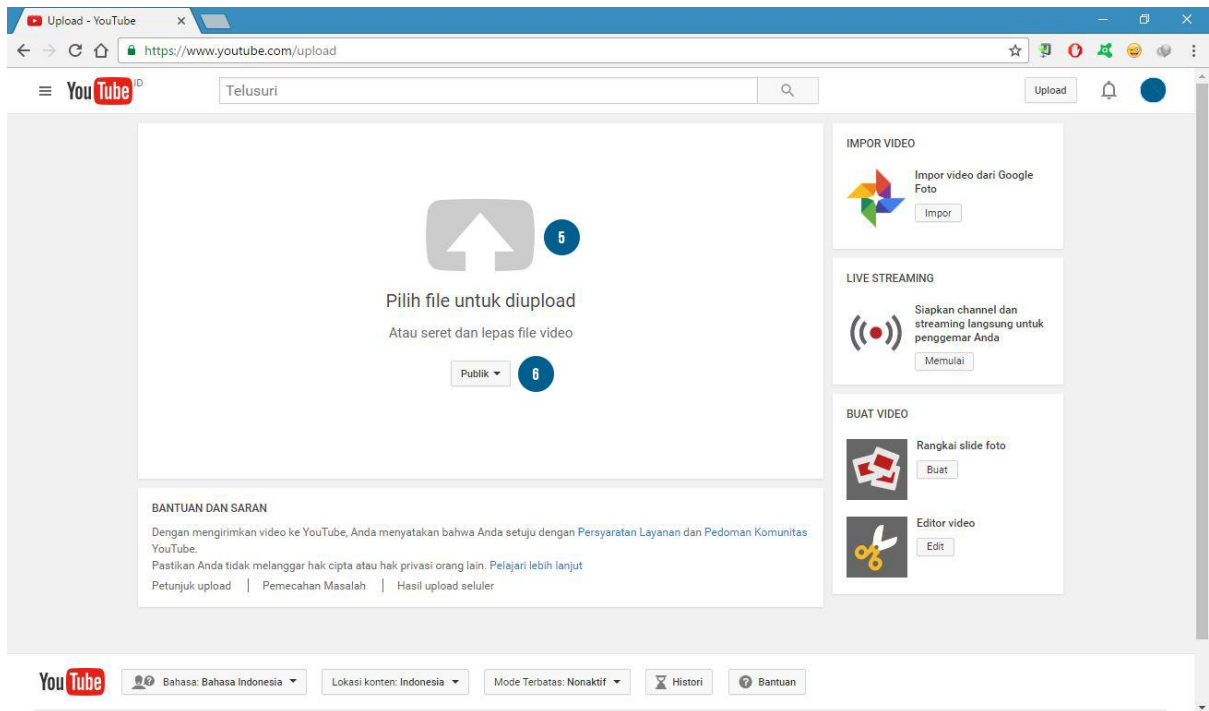 Upload - YouTube
https://www.youtube.com/upload
YouTube ID
Telusuri
Upload
5
Pilih file untuk diupload
Atau seret dan lepas file video
Publik
6
IMPOR VIDEO
Impor video dari Google
Foto
Impor
LIVE STREAMING
Siapkan channel dan
streaming langsung untuk
penggemar Anda
Memulai
BUAT VIDEO
Rangkai slide foto
Buat
Editor video
Edit
BANTUAN DAN SARAN
Dengan mengirimkan video ke YouTube, Anda menyatakan bahwa Anda setuju dengan Persyaratan Layanan dan Pedoman Komunitas
YouTube.
Pastikan Anda tidak melanggar hak cipta atau hak privasi orang lain. Pelajari lebih lanjut
Petunjuk upload | Pemecahan Masalah | Hasil upload seluler
YouTube
Bahasa: Bahasa Indonesia
Lokasi konten: Indonesia
Mode Terbatas: Nonaktif
Histori
Bantuan